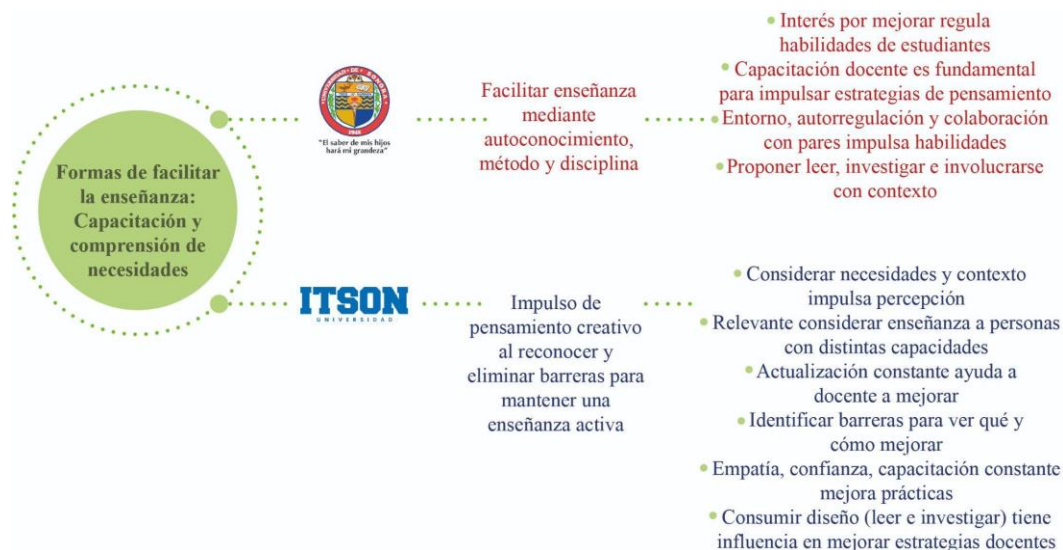 Formas de facilitar
la enseñanza:
Capacitación y
comprensión de
necesidades
UNIVERSIDAD DE SONORA
1942
"El saber de mis hijos
hará mi grandeza"
Facilitar enseñanza
mediante
autoconocimiento,
método y disciplina
• Interés por mejorar regula
habilidades de estudiantes
• Capacitación docente es fundamental
para impulsar estrategias de pensamiento
• Entorno, autorregulación y colaboración
con pares impulsa habilidades
• Proponer leer, investigar e involucrarse
con contexto
ITSON
UNIVERSIDAD
Impulso de
pensamiento creativo
al reconocer y
eliminar barreras para
mantener una
enseñanza activa
• Considerar necesidades y contexto
impulsa percepción
• Relevante considerar enseñanza a personas
con distintas capacidades
• Actualización constante ayuda a
docente a mejorar
• Identificar barreras para ver qué y
cómo mejorar
• Empatía, confianza, capacitación constante
mejora prácticas
• Consumir diseño (leer e investigar) tiene
influencia en mejorar estrategias docentes